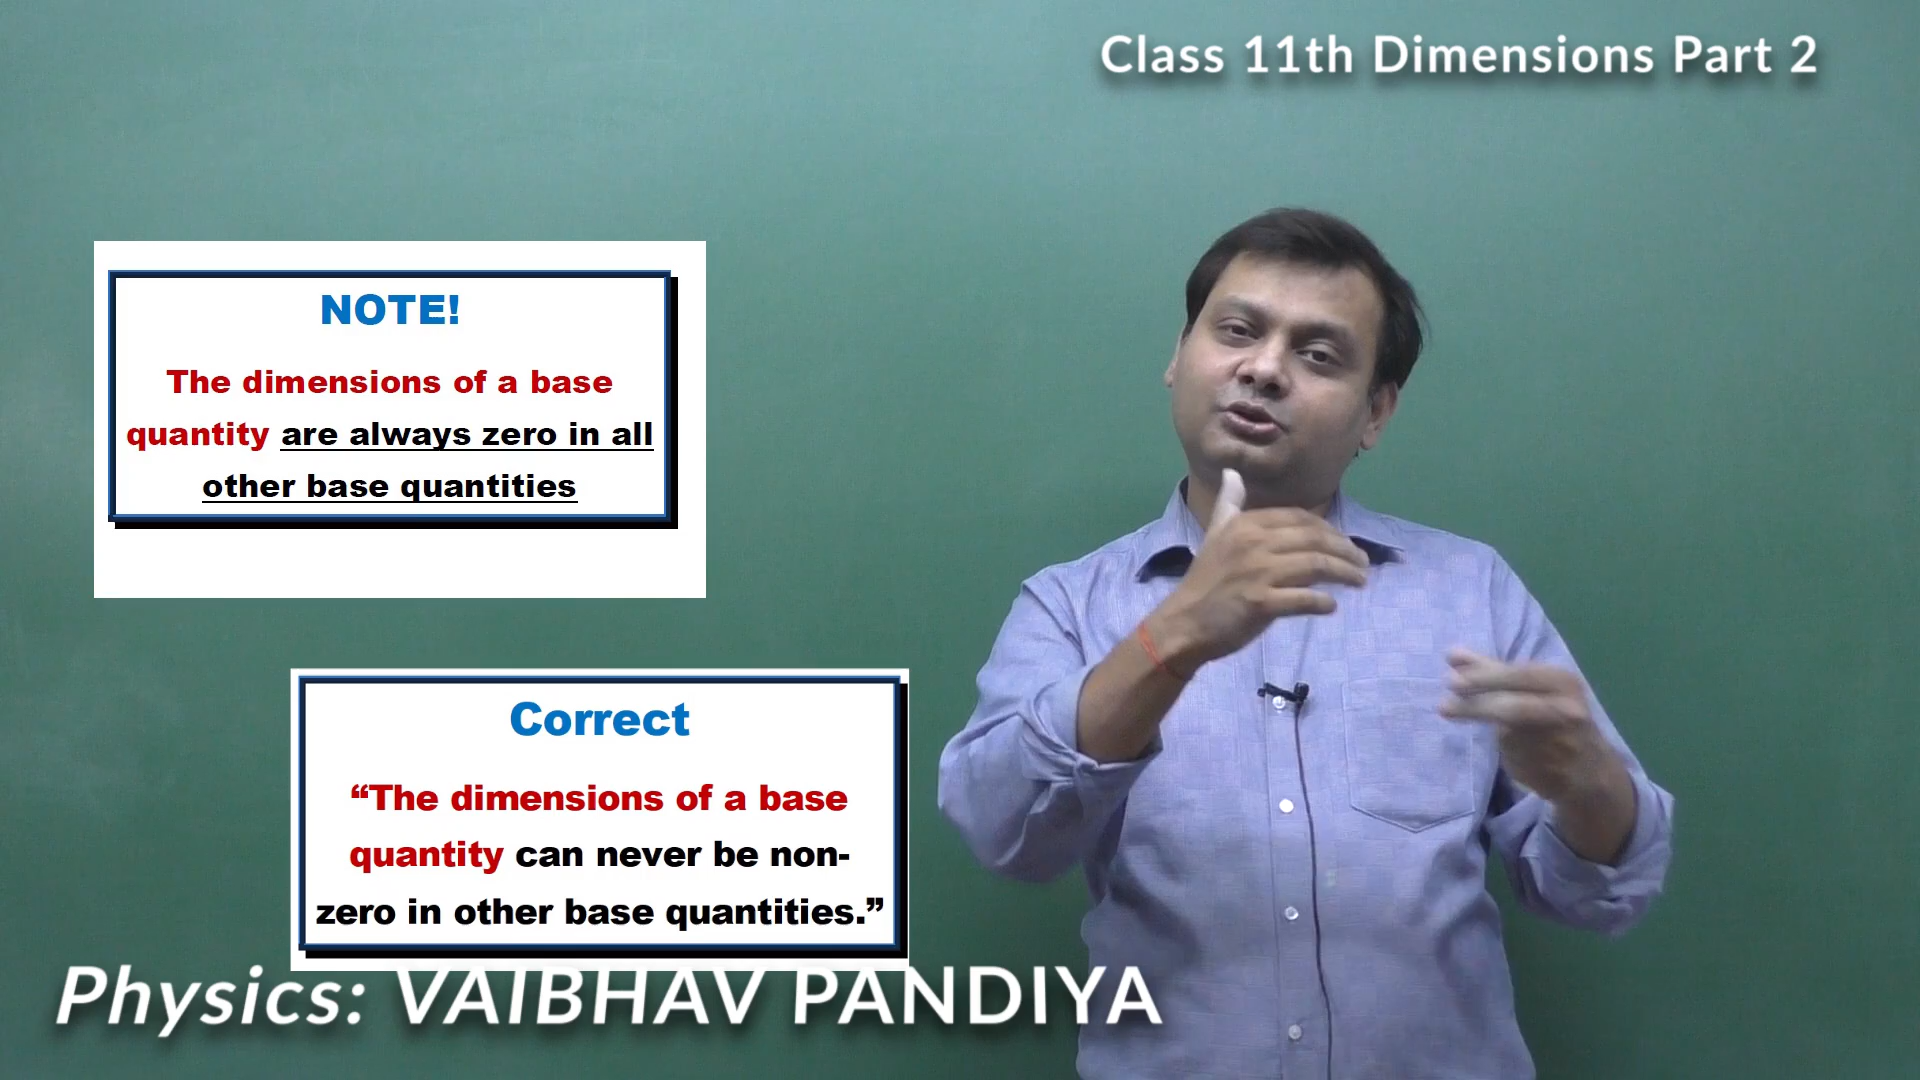 Class 11th Dimensions Part 2
NOTE!
The dimensions of a base
quantity are always zero in all
other base quantities
Correct
“The dimensions of a base
quantity can never be non-
zero in other base quantities.”
Physics: VAIBHAV PANDIYA